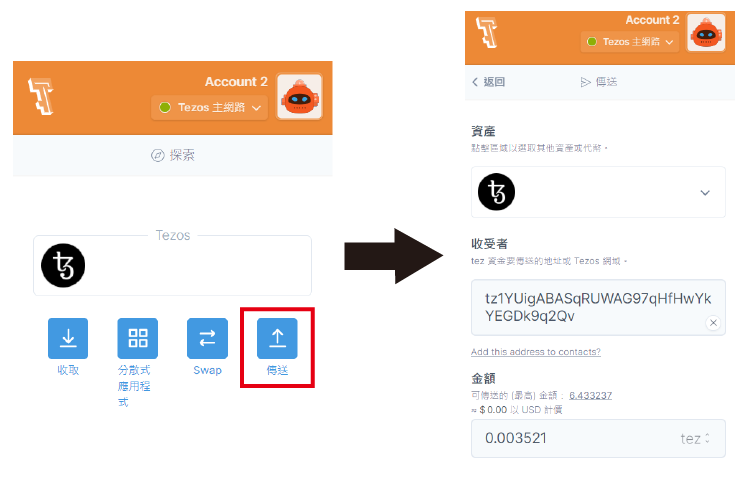 Account 2
Tezos 主網路
探索
Tezos
收取
分散式
應用程
式
Swap
傳送
Account 2
Tezos 主網路
返回
傳送
資產
點擊區域以選取其他資產或代幣。
收受者
tez 資金要傳送的地址或 Tezos 網域。
tz1YUigABASqRUWAG97qHfHwYk
YEGDk9q2Qv
Add this address to contacts?
金額
可傳送的 (最高) 金額： 6.433237
≈ $ 0.00 以 USD 計價
0.003521
tez